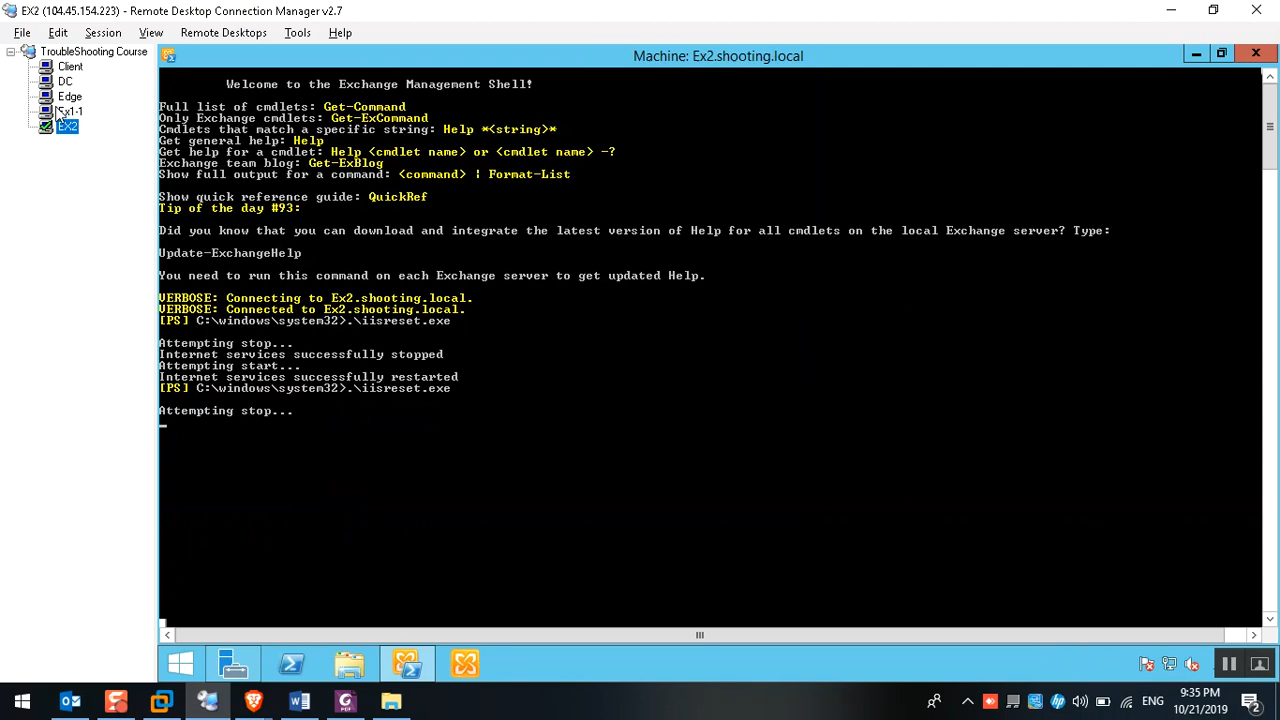 EX2 (104.45.154.223) - Remote Desktop Connection Manager v2.7
File Edit Session View Remote Desktops Tools Help
TroubleShooting Course
Client
DC
Edge
Ex1-1
EX2
Machine: Ex2.shooting.local
Welcome to the Exchange Management Shell!
Full list of cmdlets: Get-Command
Only Exchange cmdlets: Get-ExCommand
Cmdlets that match a specific string: Help *<string>*
Get general help: Help
Get help for a cmdlet: Help <cmdlet name> or <cmdlet name> -?
Exchange team blog: Get-ExBlog
Show full output for a command: <command> | Format-List
Show quick reference guide: QuickRef
Tip of the day #93:
Did you know that you can download and integrate the latest version of Help for all cmdlets on the local Exchange server? Type:
Update-ExchangeHelp
You need to run this command on each Exchange server to get updated Help.
VERBOSE: Connecting to Ex2.shooting.local.
VERBOSE: Connected to Ex2.shooting.local.
[PS] C:\windows\system32>.\iisreset.exe
Attempting stop...
Internet services successfully stopped
Attempting start...
Internet services successfully restarted
[PS] C:\windows\system32>.\iisreset.exe
Attempting stop...
ENG
9:35 PM
10/21/2019
2